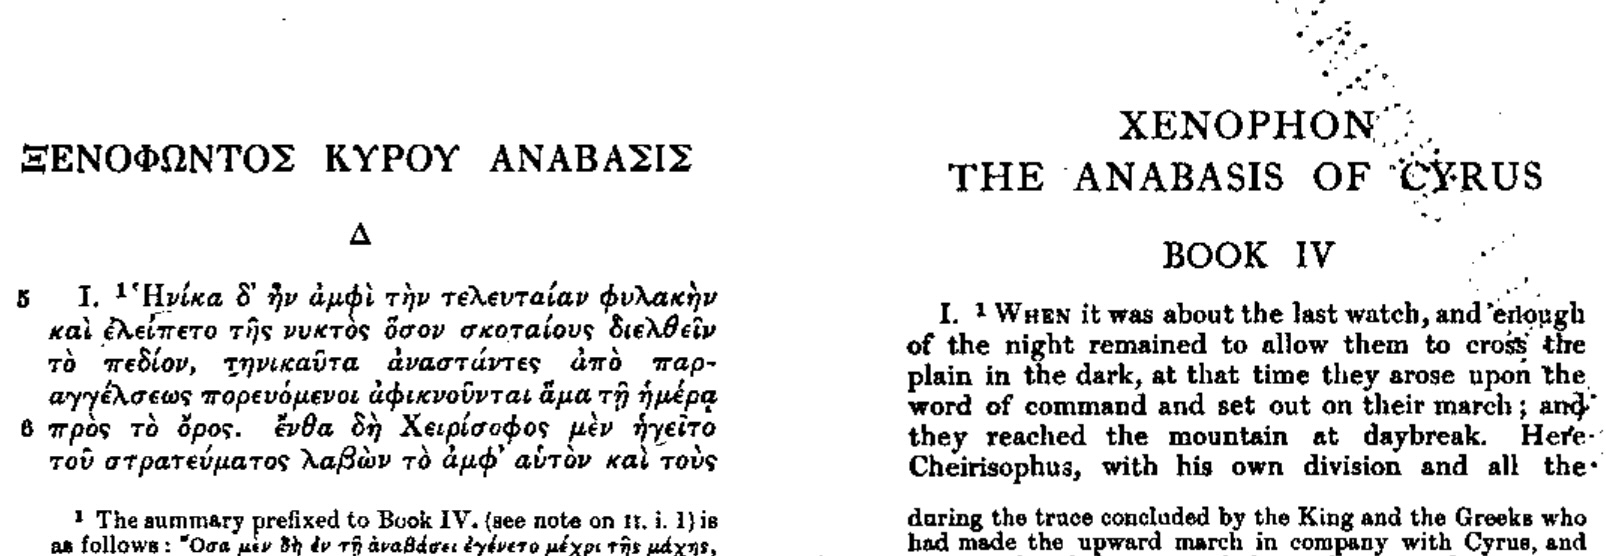 ΞΕΝΟΦΩΝΤΟΣ ΚΥΡΟΥ ΑΝΑΒΑΣΙΣ
Δ
5 I. ¹ Ἡνίκα δ' ἦν ἀμφὶ τὴν τελευταίαν φυλακὴν
καὶ ἐλείπετο τῆς νυκτὸς ὅσον σκοταίους διελθεῖν
τὸ πεδίον, τηνικαῦτα ἀναστάντες ἀπὸ παρ-
αγγέλσεως πορευόμενοι ἀφικνοῦνται ἅμα τῇ ἡμέρᾳ
6 πρὸς τὸ ὄρος. ἔνθα δὴ Χειρίσοφος μὲν ἡγεῖτο
τοῦ στρατεύματος λαβὼν τὸ ἀμφ' αὑτὸν καὶ τοὺς
¹ The summary prefixed to Book IV. (see note on II. i. 1) is
as follows: Ὅσα μὲν δὴ ἐν τῇ ἀναβάσει ἐγένετο μέχρι τῆς μάχης,
XENOPHON
THE ANABASIS OF CYRUS
BOOK IV
I. ¹ WHEN it was about the last watch, and enough
of the night remained to allow them to cross the
plain in the dark, at that time they arose upon the
word of command and set out on their march; and
they reached the mountain at daybreak. Here
Cheirisophus, with his own division and all the
during the truce concluded by the King and the Greeks who
had made the upward march in company with Cyrus, and